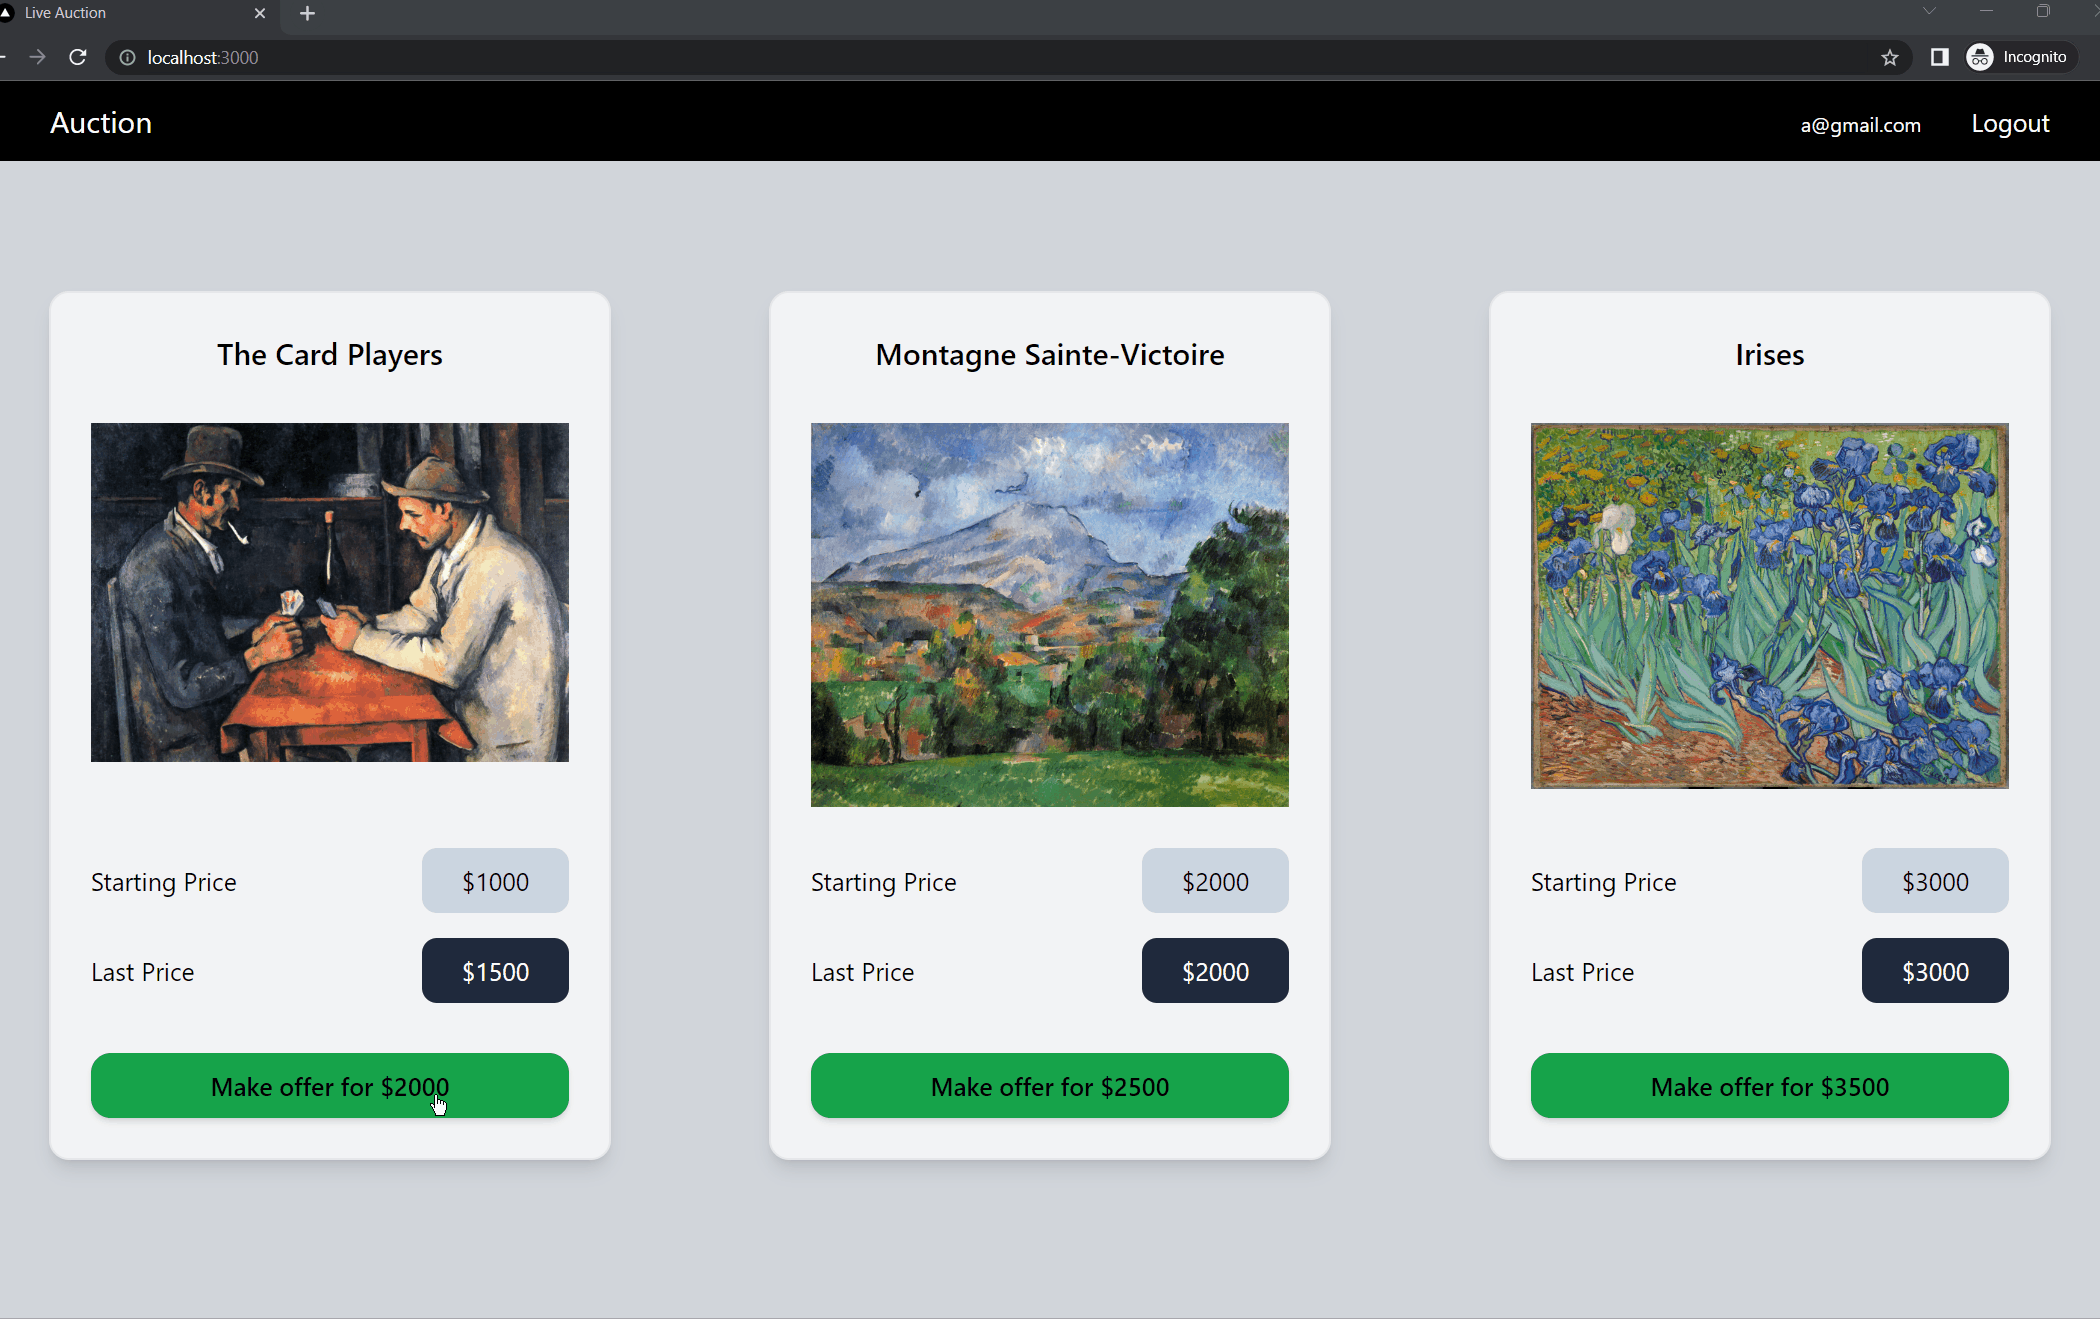 Live Auction
localhost:3000
Incognito
Auction
a@gmail.com
Logout
The Card Players
Starting Price
$1000
Last Price
$1500
Make offer for $2000
Montagne Sainte-Victoire
Starting Price
$2000
Last Price
$2000
Make offer for $2500
Irises
Starting Price
$3000
Last Price
$3000
Make offer for $3500